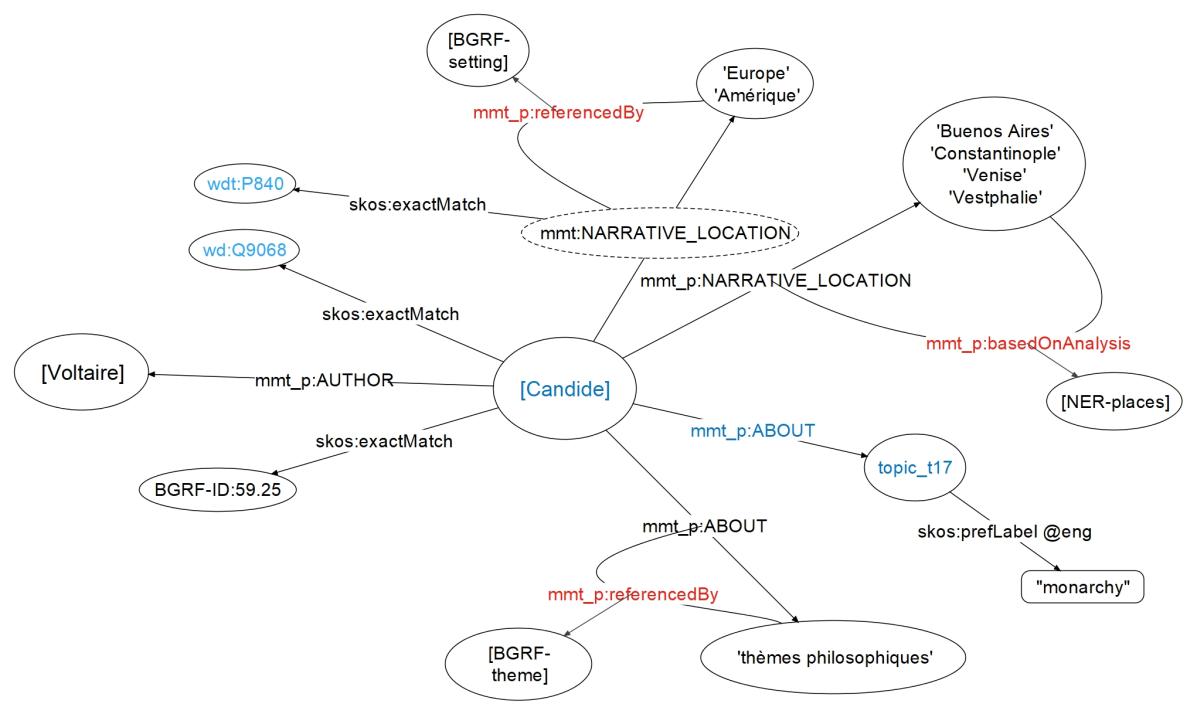 [BGRF-
setting]
'Europe'
'Amérique'
mmt_p:referencedBy
'Buenos Aires'
'Constantinople'
'Venise'
'Vestphalie'
wdt:P840
skos:exactMatch
mmt:NARRATIVE_LOCATION
wd:Q9068
mmt_p:NARRATIVE_LOCATION
skos:exactMatch
mmt_p:basedOnAnalysis
[Voltaire]
mmt_p:AUTHOR
[Candide]
[NER-places]
mmt_p:ABOUT
skos:exactMatch
topic_t17
BGRF-ID:59.25
mmt_p:ABOUT
skos:prefLabel @eng
"monarchy"
mmt_p:referencedBy
[BGRF-
theme]
'thèmes philosophiques'